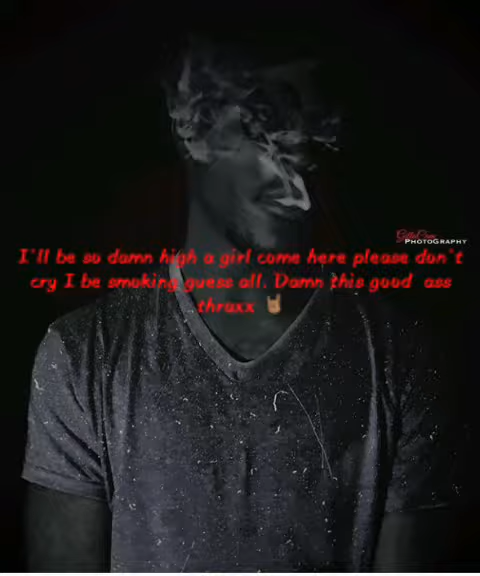 PHOTOGRAPHY
I'll be so damn high a girl come here please don't
cry I be smoking guess all. Damn this good ass
thraxx 🤘🏽